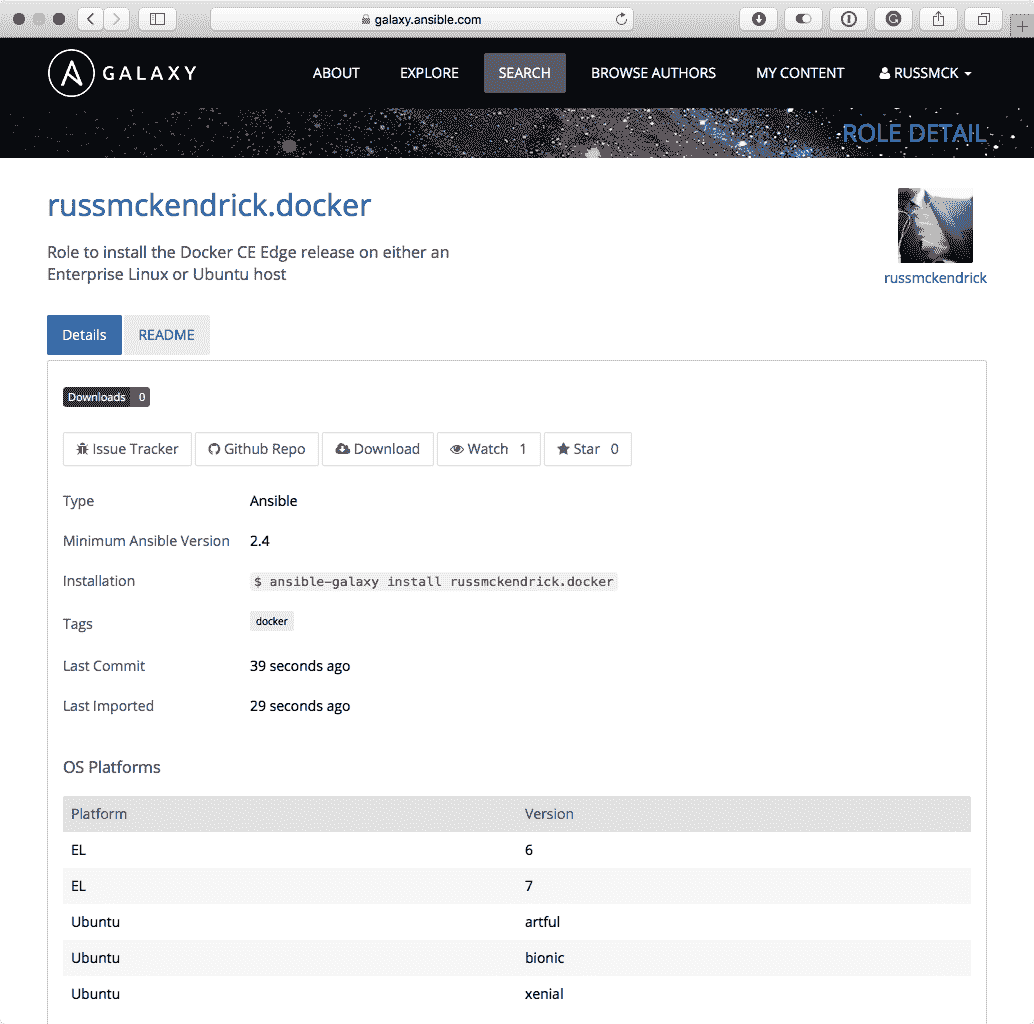 galaxy.ansible.com
GALAXY ABOUT EXPLORE SEARCH BROWSE AUTHORS MY CONTENT RUSSMCK
ROLE DETAIL
russmckendrick.docker
Role to install the Docker CE Edge release on either an
Enterprise Linux or Ubuntu host
russmckendrick
Details README
Downloads 0
Issue Tracker Github Repo Download Watch 1 Star 0
Type Ansible
Minimum Ansible Version 2.4
Installation $ ansible-galaxy install russmckendrick.docker
Tags docker
Last Commit 39 seconds ago
Last Imported 29 seconds ago
OS Platforms
Platform Version
EL 6
EL 7
Ubuntu artful
Ubuntu bionic
Ubuntu xenial